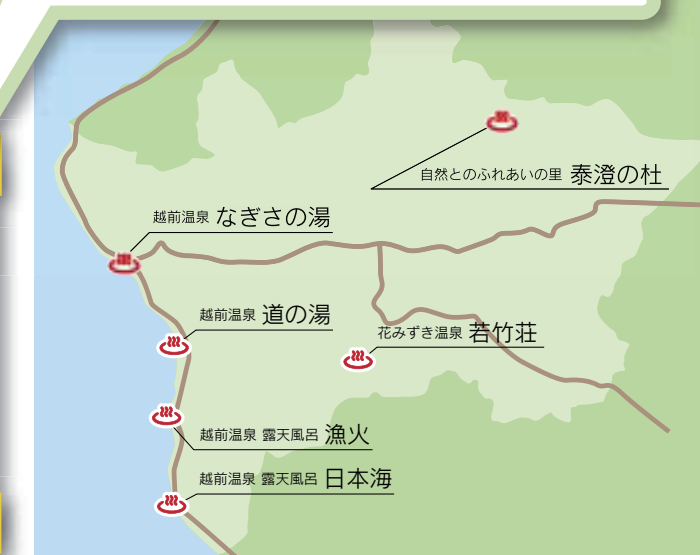 自然とのふれあいの里 泰澄の杜
越前温泉 なぎさの湯
越前温泉 道の湯
花みずき温泉 若竹荘
越前温泉 露天風呂 漁火
越前温泉 露天風呂 日本海